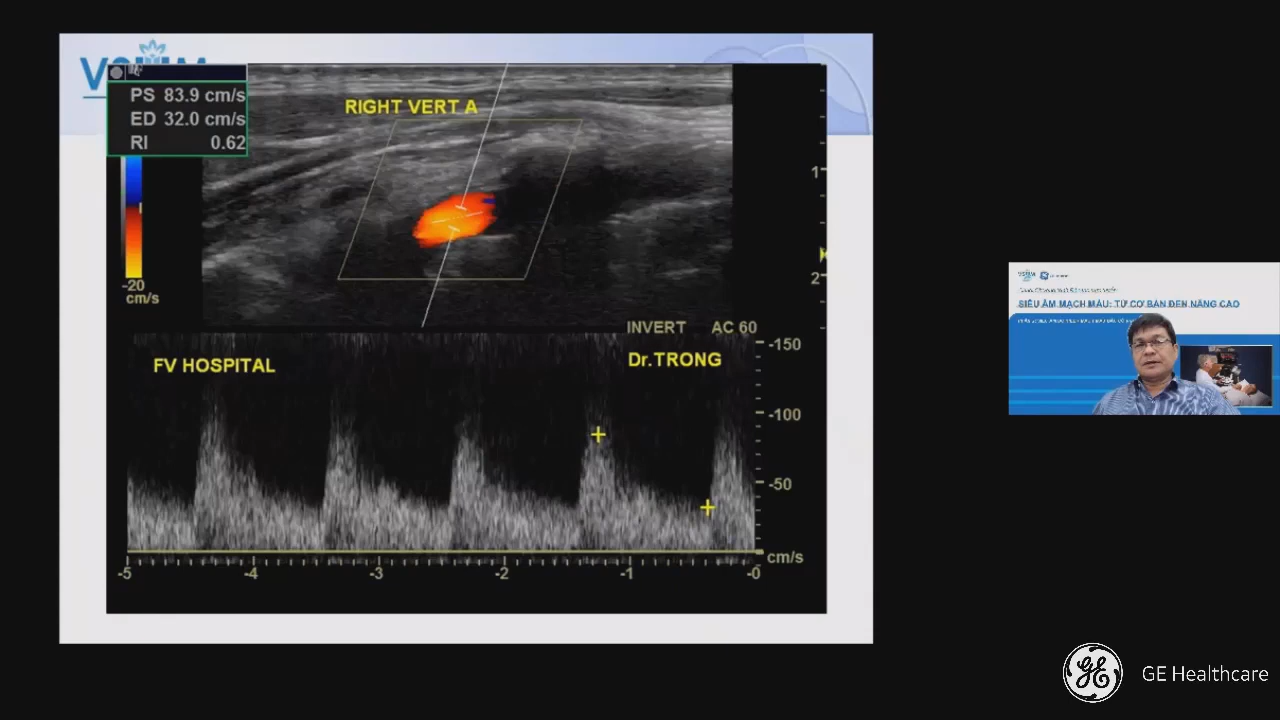 PS 83.9 cm/s
ED 32.0 cm/s
RI 0.62
RIGHT VERT A
-20
cm/s
1
2
INVERT AC 60
FV HOSPITAL
Dr.TRONG
-150
-100
-50
cm/s
-5 -4 -3 -2 -1 -0
SIÊU ÂM MẠCH MÁU: TỪ CƠ BẢN ĐẾN NÂNG CAO
GE Healthcare